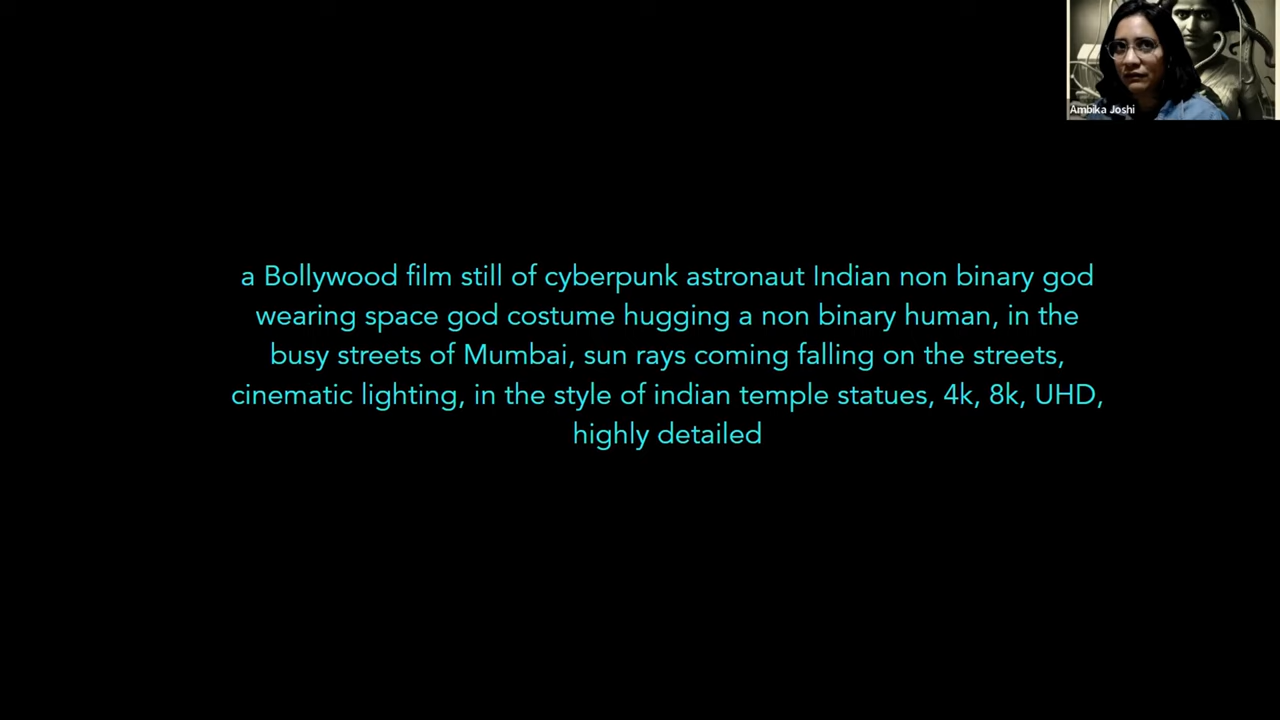 Ambika Joshi
a Bollywood film still of cyberpunk astronaut Indian non binary god
wearing space god costume hugging a non binary human, in the
busy streets of Mumbai, sun rays coming falling on the streets,
cinematic lighting, in the style of indian temple statues, 4k, 8k, UHD,
highly detailed